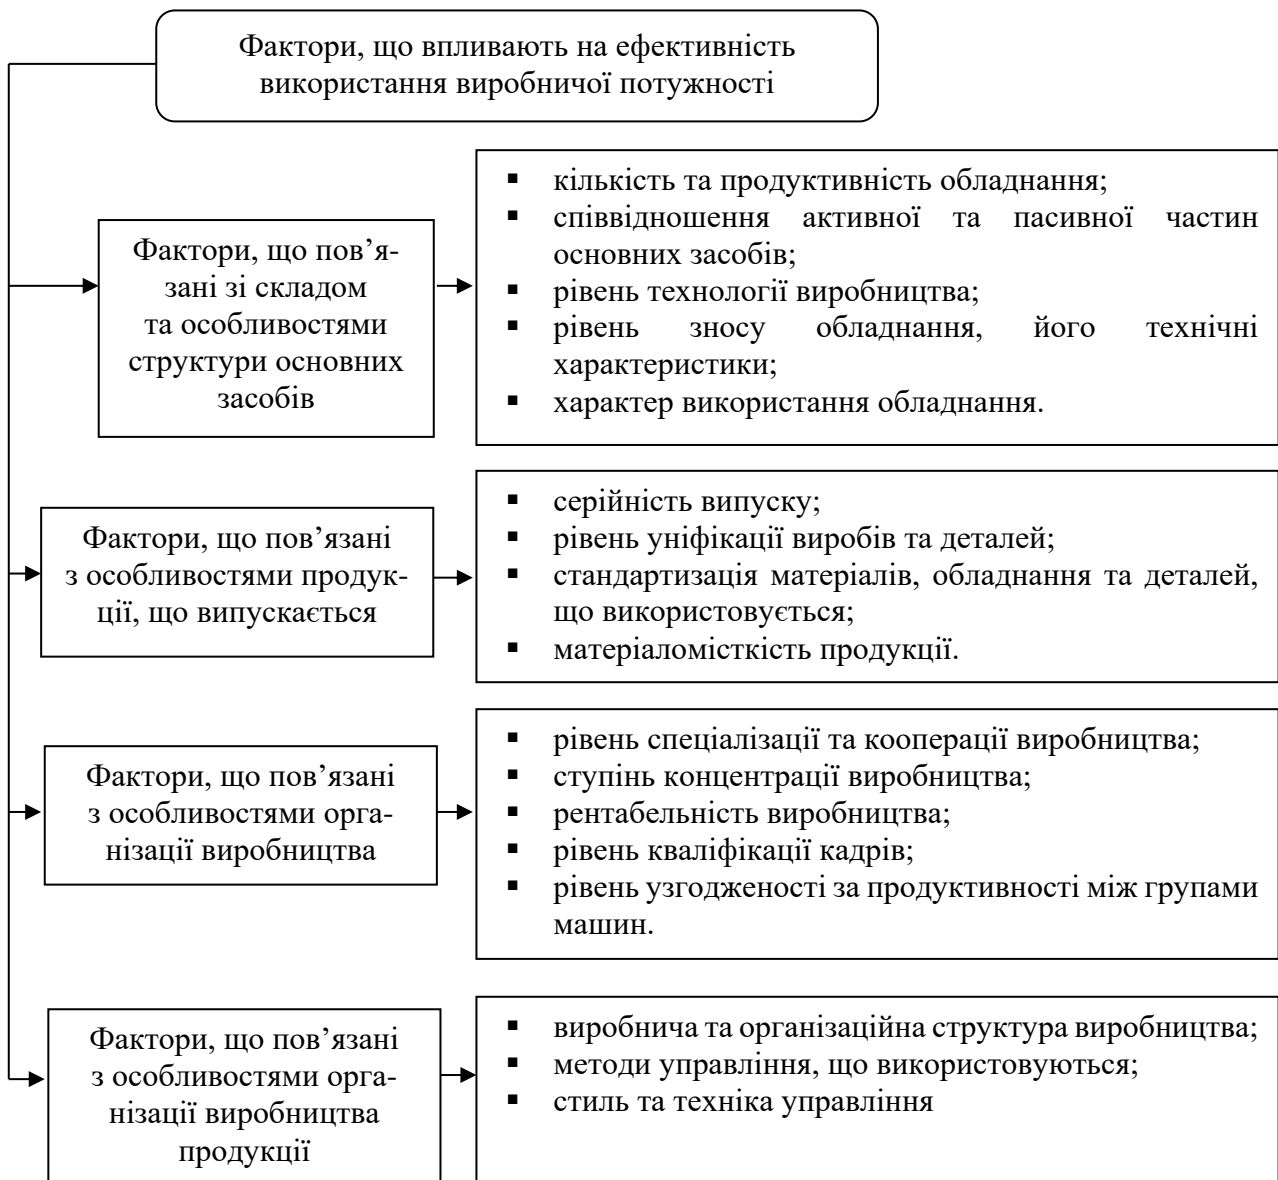 Фактори, що впливають на ефективність
використання виробничої потужності
Фактори, що пов’я-
зані зі складом
та особливостями
структури основних
засобів
▪ кількість та продуктивність обладнання;
▪ співвідношення активної та пасивної частин
основних засобів;
▪ рівень технології виробництва;
▪ рівень зносу обладнання, його технічні
характеристики;
▪ характер використання обладнання.
Фактори, що пов’язані
з особливостями продук-
ції, що випускається
▪ серійність випуску;
▪ рівень уніфікації виробів та деталей;
▪ стандартизація матеріалів, обладнання та деталей,
що використовується;
▪ матеріаломісткість продукції.
Фактори, що пов’язані
з особливостями орга-
нізації виробництва
▪ рівень спеціалізації та кооперації виробництва;
▪ ступінь концентрації виробництва;
▪ рентабельність виробництва;
▪ рівень кваліфікації кадрів;
▪ рівень узгодженості за продуктивності між групами
машин.
Фактори, що пов’язані
з особливостями орга-
нізації виробництва
продукції
▪ виробнича та організаційна структура виробництва;
▪ методи управління, що використовуються;
▪ стиль та техніка управління